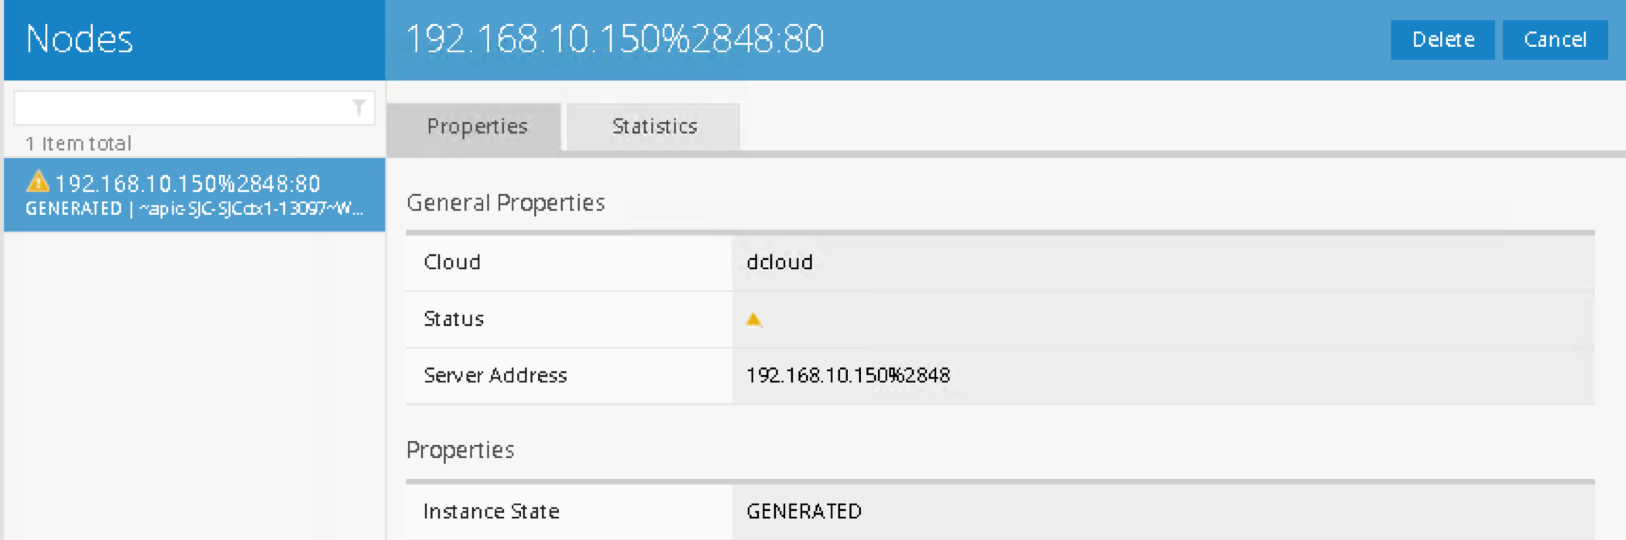 Nodes
192.168.10.150%2848:80
Delete
Cancel
1 Item total
192.168.10.150%2848:80
GENERATED | ~apic-SJC-SJCctx1-13097~W...
Properties
Statistics
General Properties
Cloud
dcloud
Status
Server Address
192.168.10.150%2848
Properties
Instance State
GENERATED